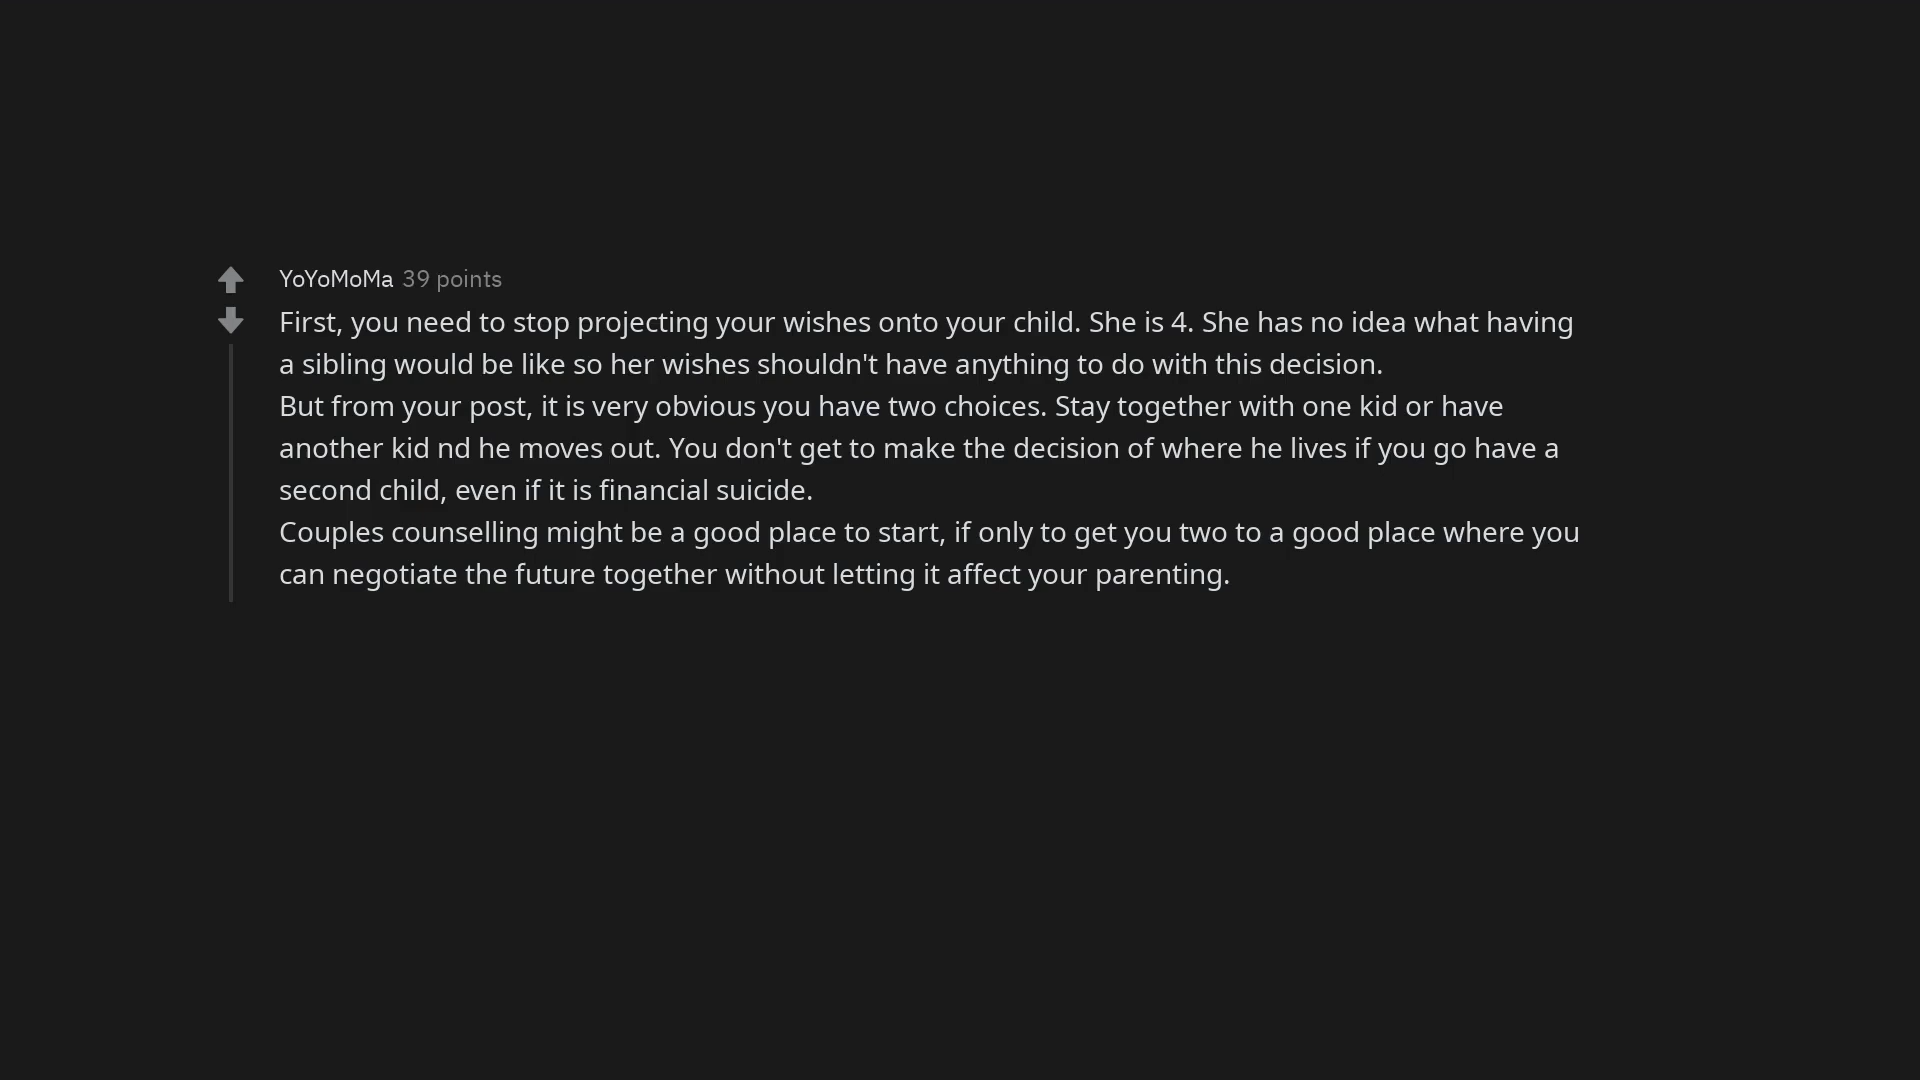 YoYoMoMa 39 points
First, you need to stop projecting your wishes onto your child. She is 4. She has no idea what having
a sibling would be like so her wishes shouldn't have anything to do with this decision.
But from your post, it is very obvious you have two choices. Stay together with one kid or have
another kid nd he moves out. You don't get to make the decision of where he lives if you go have a
second child, even if it is financial suicide.
Couples counselling might be a good place to start, if only to get you two to a good place where you
can negotiate the future together without letting it affect your parenting.